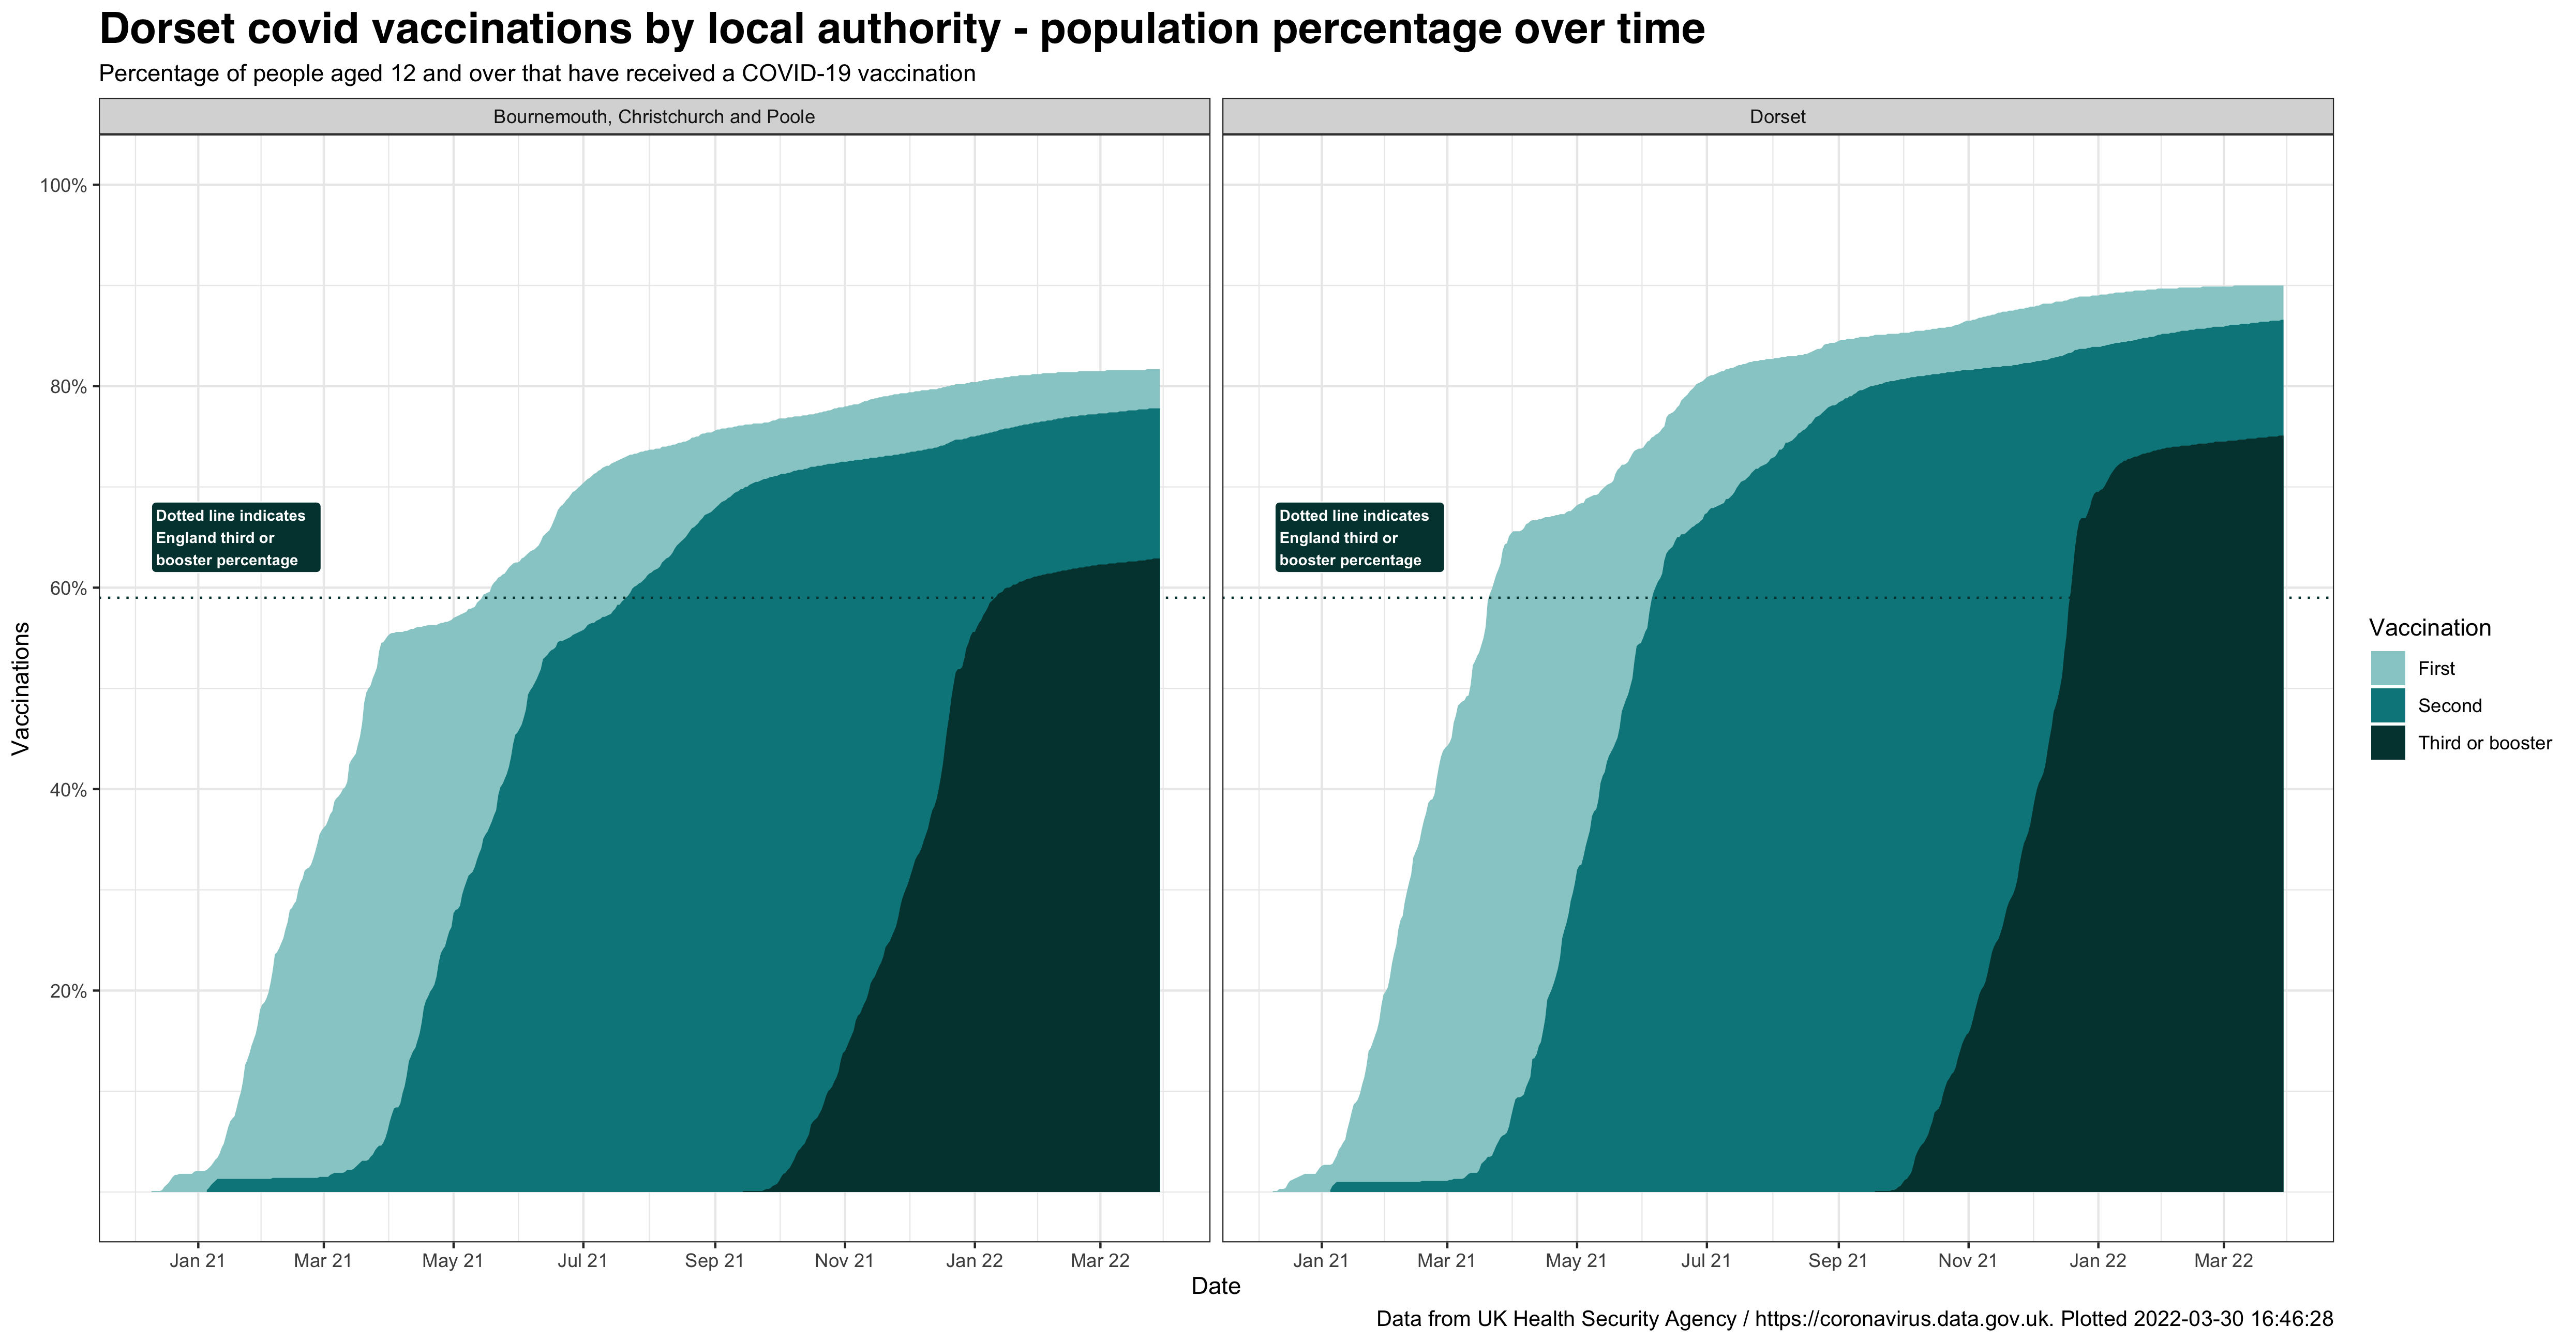 Dorset covid vaccinations by local authority - population percentage over time
Percentage of people aged 12 and over that have received a COVID-19 vaccination
Bournemouth, Christchurch and Poole
Dorset
Vaccinations
100%
80%
60%
40%
20%
Dotted line indicates
England third or
booster percentage
Dotted line indicates
England third or
booster percentage
Jan 21 Mar 21 May 21 Jul 21 Sep 21 Nov 21 Jan 22 Mar 22
Jan 21 Mar 21 May 21 Jul 21 Sep 21 Nov 21 Jan 22 Mar 22
Date
Vaccination
First
Second
Third or booster
Data from UK Health Security Agency / https://coronavirus.data.gov.uk. Plotted 2022-03-30 16:46:28